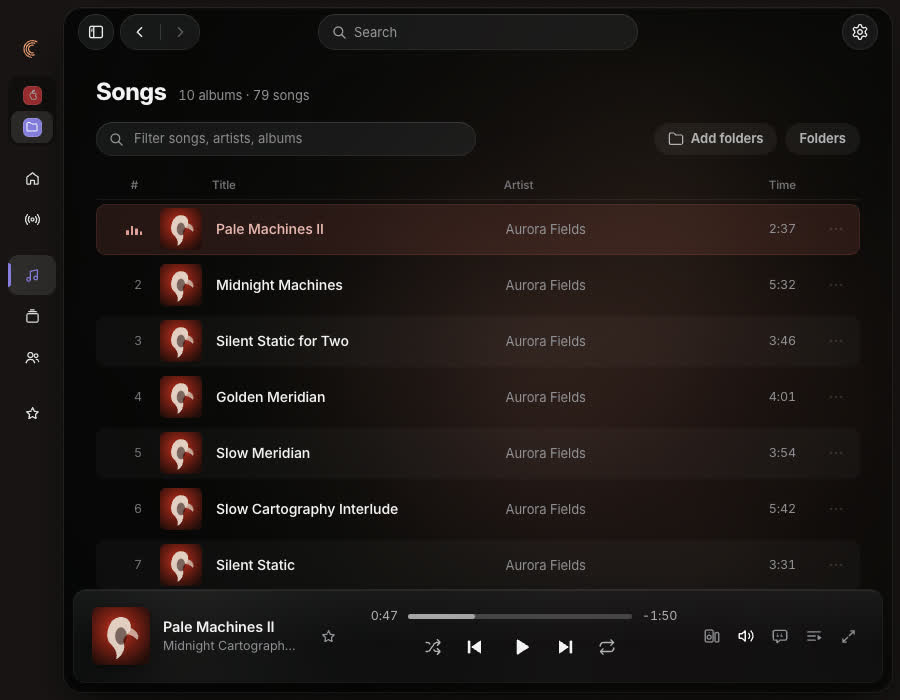 Search
Songs 10 albums · 79 songs
Filter songs, artists, albums
Add folders
Folders
# Title Artist Time
Pale Machines II Aurora Fields 2:37
2 Midnight Machines Aurora Fields 5:32
3 Silent Static for Two Aurora Fields 3:46
4 Golden Meridian Aurora Fields 4:01
5 Slow Meridian Aurora Fields 3:54
6 Slow Cartography Interlude Aurora Fields 5:42
7 Silent Static Aurora Fields 3:31
0:47 -1:50
Pale Machines II
Midnight Cartograph...